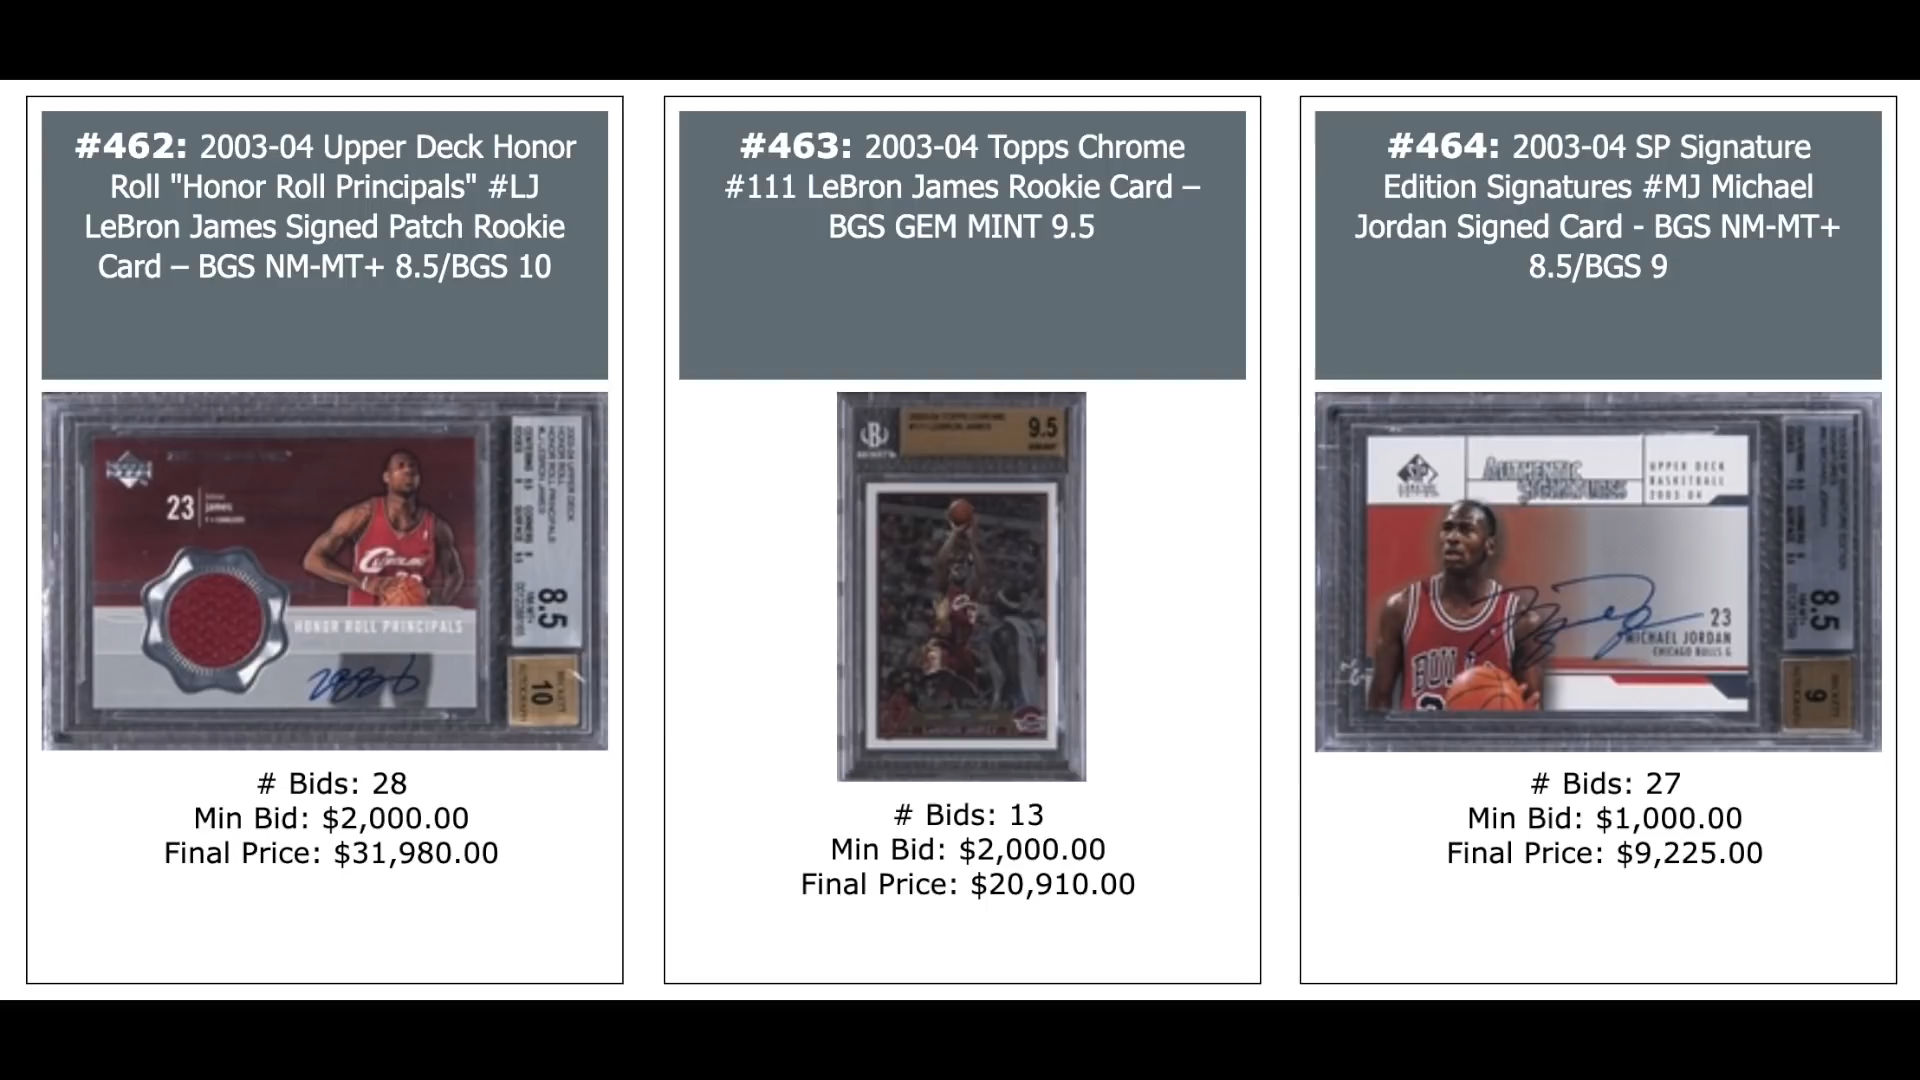 #462: 2003-04 Upper Deck Honor
Roll "Honor Roll Principals" #LJ
LeBron James Signed Patch Rookie
Card – BGS NM-MT+ 8.5/BGS 10
23
james
HONOR ROLL PRINCIPALS
8.5
10
# Bids: 28
Min Bid: $2,000.00
Final Price: $31,980.00
#463: 2003-04 Topps Chrome
#111 LeBron James Rookie Card –
BGS GEM MINT 9.5
9.5
# Bids: 13
Min Bid: $2,000.00
Final Price: $20,910.00
#464: 2003-04 SP Signature
Edition Signatures #MJ Michael
Jordan Signed Card - BGS NM-MT+
8.5/BGS 9
SP
AUTHENTIC
SIGNATURES
UPPER DECK
BASKETBALL
2003-04
23
MICHAEL JORDAN
CHICAGO BULLS G
8.5
9
# Bids: 27
Min Bid: $1,000.00
Final Price: $9,225.00